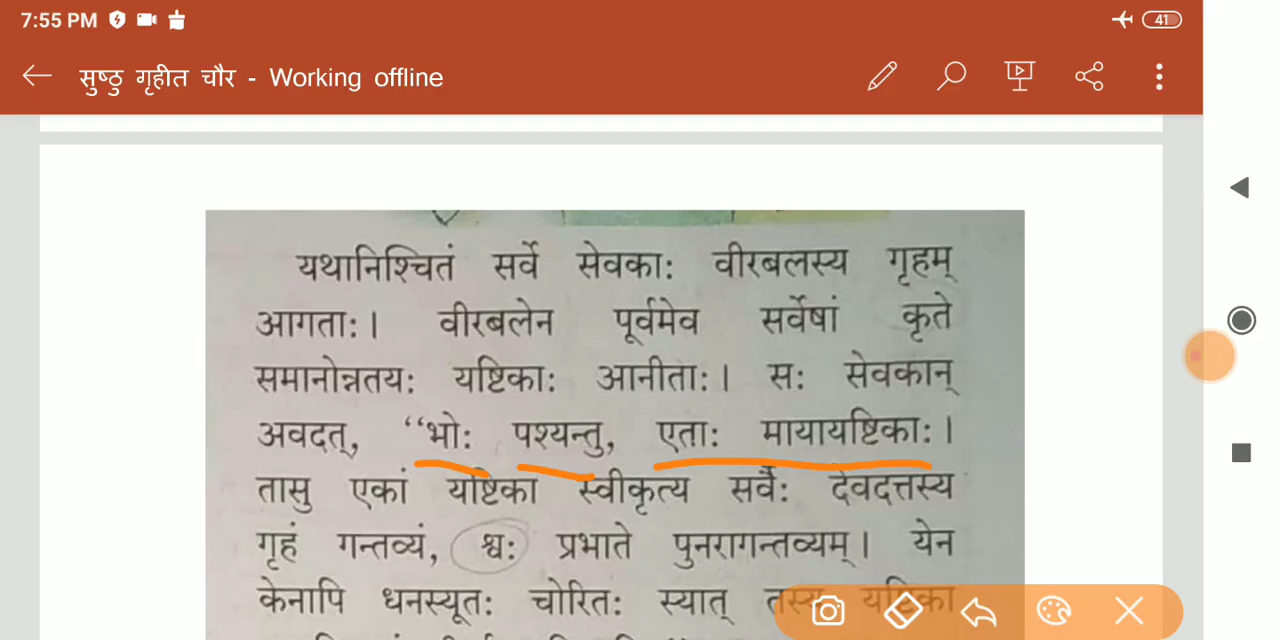 7:55 PM 41
सुष्ठु गृहीत चौर - Working offline
यथानिश्चितं सर्वे सेवकाः वीरबलस्य गृहम्
आगताः। वीरबलेन पूर्वमेव सर्वेषां कृते
समानोन्नतयः यष्टिकाः आनीताः। सः सेवकान्
अवदत्, “भोः पश्यन्तु, एताः मायायष्टिकाः।
तासु एकां यष्टिका स्वीकृत्य सर्वैः देवदत्तस्य
गृहं गन्तव्यं, श्वः प्रभाते पुनरागन्तव्यम्। येन
केनापि धनस्यूतः चोरितः स्यात् तस्य यष्टिका